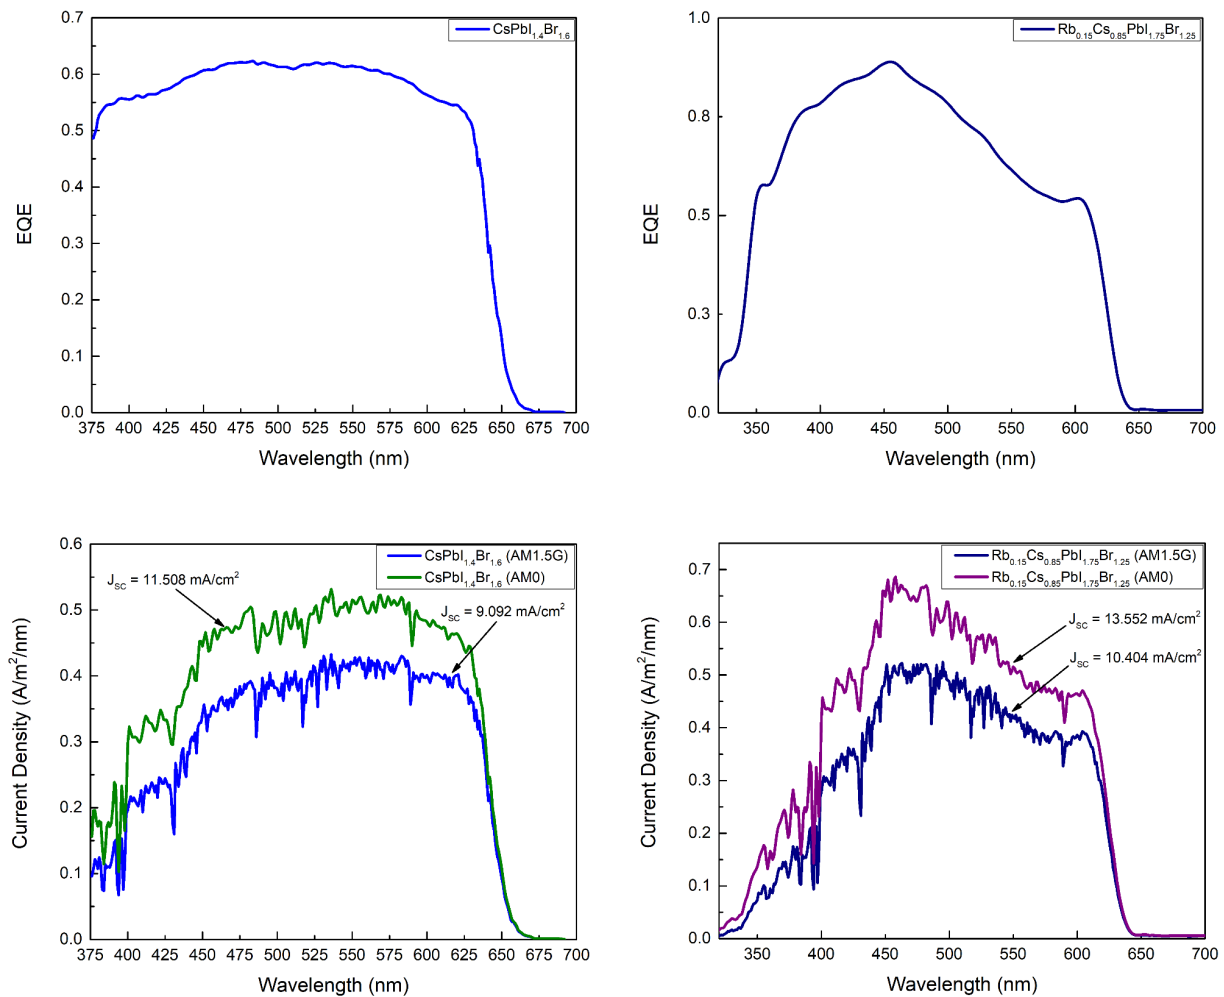 CsPbI1.4Br1.6
0.7
0.6
0.5
0.4
0.3
0.2
0.1
0.0
EQE
375 400 425 450 475 500 525 550 575 600 625 650 675 700
Wavelength (nm)
Rb0.15Cs0.85PbI1.75Br1.25
1.0
0.8
0.5
0.3
0.0
EQE
350 400 450 500 550 600 650 700
Wavelength (nm)
CsPbI1.4Br1.6 (AM1.5G)
CsPbI1.4Br1.6 (AM0)
JSC = 11.508 mA/cm²
JSC = 9.092 mA/cm²
0.6
0.5
0.4
0.3
0.2
0.1
0.0
Current Density (A/m²/nm)
375 400 425 450 475 500 525 550 575 600 625 650 675 700
Wavelength (nm)
Rb0.15Cs0.85PbI1.75Br1.25 (AM1.5G)
Rb0.15Cs0.85PbI1.75Br1.25 (AM0)
JSC = 13.552 mA/cm²
JSC = 10.404 mA/cm²
0.7
0.6
0.5
0.4
0.3
0.2
0.1
0.0
Current Density (A/m²/nm)
350 400 450 500 550 600 650 700
Wavelength (nm)